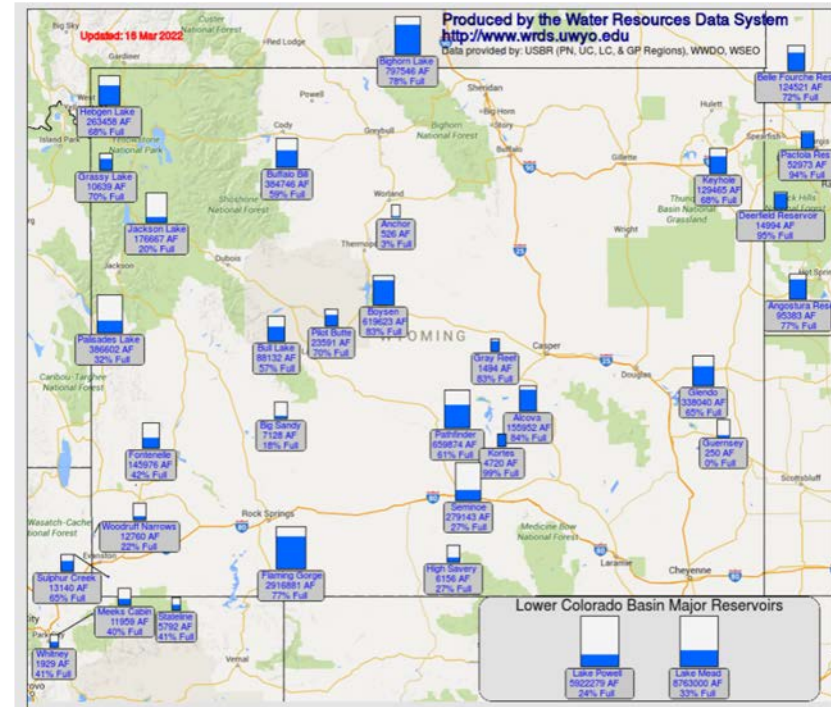 Produced by the Water Resources Data System
http://www.wrds.uwyo.edu
Data provided by: USBR (PN, UC, LC, & GP Regions), WWDO, WSEO
Updated: 16 Mar 2022
Big Sky
Custer
National Forest
Red Lodge
Gardiner
Bighorn Lake
797546 AF
78% Full
Belle Fourche Res
124521 AF
72% Full
Hebgen Lake
263458 AF
68% Full
Powell
Sheridan
Big Horn
Story
Hulett
Island Park
Yellowstone
National Park
Cody
Greybull
Bighorn
National Forest
Buffalo
Gillette
Spearfish
Pactola Res
52973 AF
94% Full
Grassy Lake
10639 AF
70% Full
Buffalo Bill
384746 AF
59% Full
Keyhole
129465 AF
68% Full
Shoshone
National Forest
Worland
Thunder
Basin National
Grassland
Deerfield Reservoir
14994 AF
95% Full
Jackson Lake
176667 AF
20% Full
Anchor
526 AF
3% Full
Wright
Jackson
Dubois
25
Boysen
619623 AF
83% Full
Angostura Res
95383 AF
77% Full
Palisades Lake
386602 AF
32% Full
Bull Lake
88132 AF
57% Full
Pilot Butte
23591 AF
70% Full
WYOMING
Gray Reef
1494 AF
83% Full
Casper
Douglas
Caribou-Targhee
National Forest
Glendo
338040 AF
65% Full
Big Sandy
7128 AF
18% Full
Pathfinder
659874 AF
61% Full
Alcova
155952 AF
84% Full
Kortes
4720 AF
99% Full
Guernsey
250 AF
0% Full
Fontenelle
145976 AF
42% Full
Scottsbluff
Seminoe
279143 AF
27% Full
Woodruff Narrows
12760 AF
22% Full
Rock Springs
80
Medicine Bow
National Forest
Wasatch-Cache
National Forest
Evanston
Flaming Gorge
2916881 AF
77% Full
High Savery
6156 AF
27% Full
Laramie
Cheyenne
Sulphur Creek
13140 AF
65% Full
Meeks Cabin
11959 AF
40% Full
Stateline
5792 AF
41% Full
Park City
Whitney
1929 AF
41% Full
Vernal
Lower Colorado Basin Major Reservoirs
Lake Powell
5922279 AF
24% Full
Lake Mead
8763000 AF
33% Full